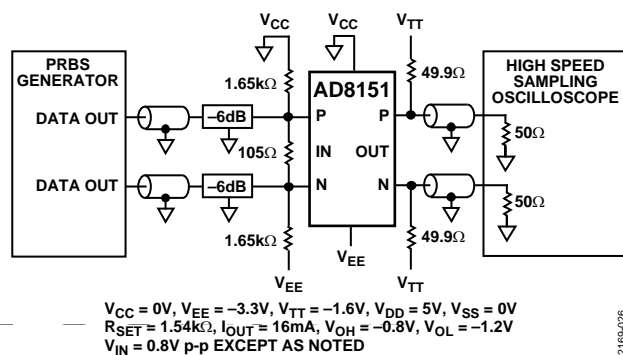 V_CC V_CC V_TT
PRBS
GENERATOR
HIGH SPEED
SAMPLING
OSCILLOSCOPE
1.65kΩ
49.9Ω
AD8151
DATA OUT
–6dB
P
P
50Ω
105Ω
IN
OUT
DATA OUT
–6dB
N
N
50Ω
1.65kΩ
V_EE
49.9Ω
V_EE
V_TT
V_CC = 0V, V_EE = –3.3V, V_TT = –1.6V, V_DD = 5V, V_SS = 0V
R_SET = 1.54kΩ, I_OUT = 16mA, V_OH = –0.8V, V_OL = –1.2V
V_IN = 0.8V p-p EXCEPT AS NOTED